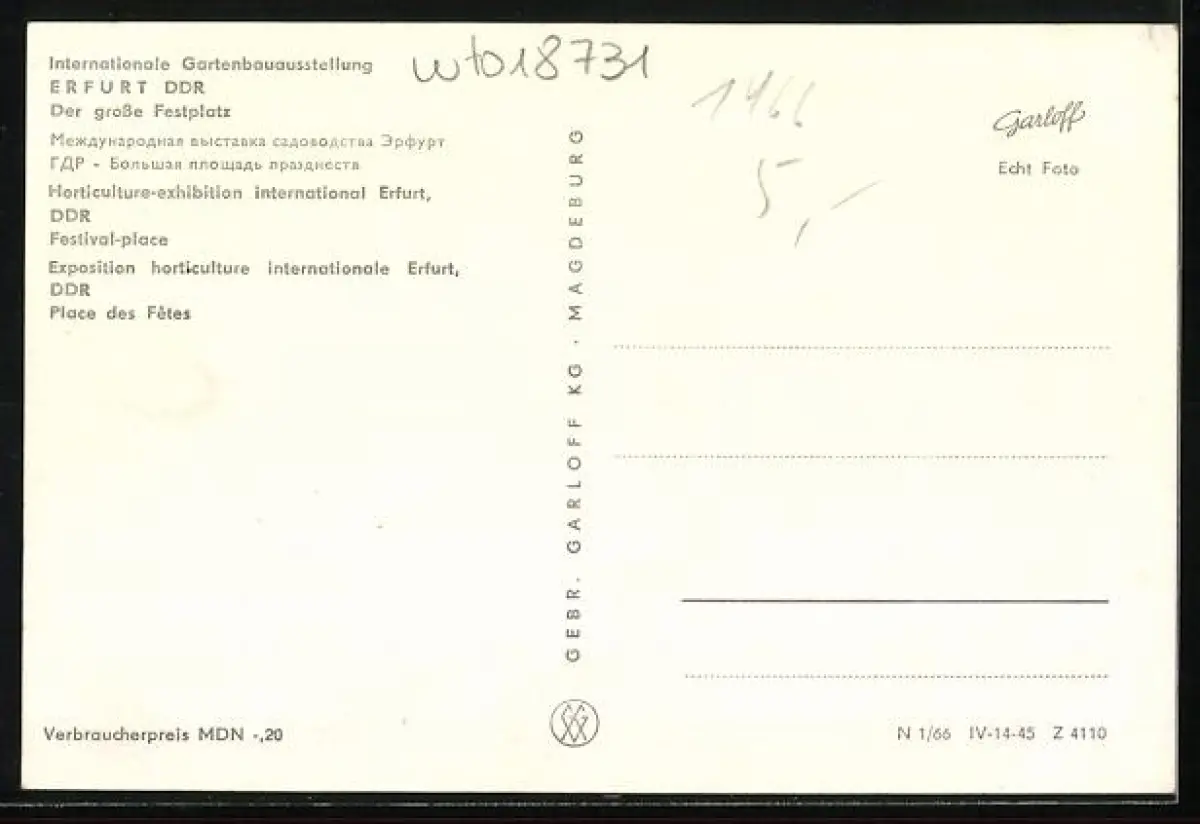 Internationale Gartenbauausstellung
ERFURT DDR
Der große Festplatz
Международная выставка садоводства Эрфурт
ГДР - Большая площадь празднеств
Horticulture-exhibition international Erfurt,
DDR
Festival-place
Exposition horticulture internationale Erfurt,
DDR
Place des Fêtes
Verbraucherpreis MDN -,20
wto18731
GEBR. GARLOFF KG · MAGDEBURG
1466
5,-
Garloff
Echt Foto
N 1/66 IV-14-45 Z 4110